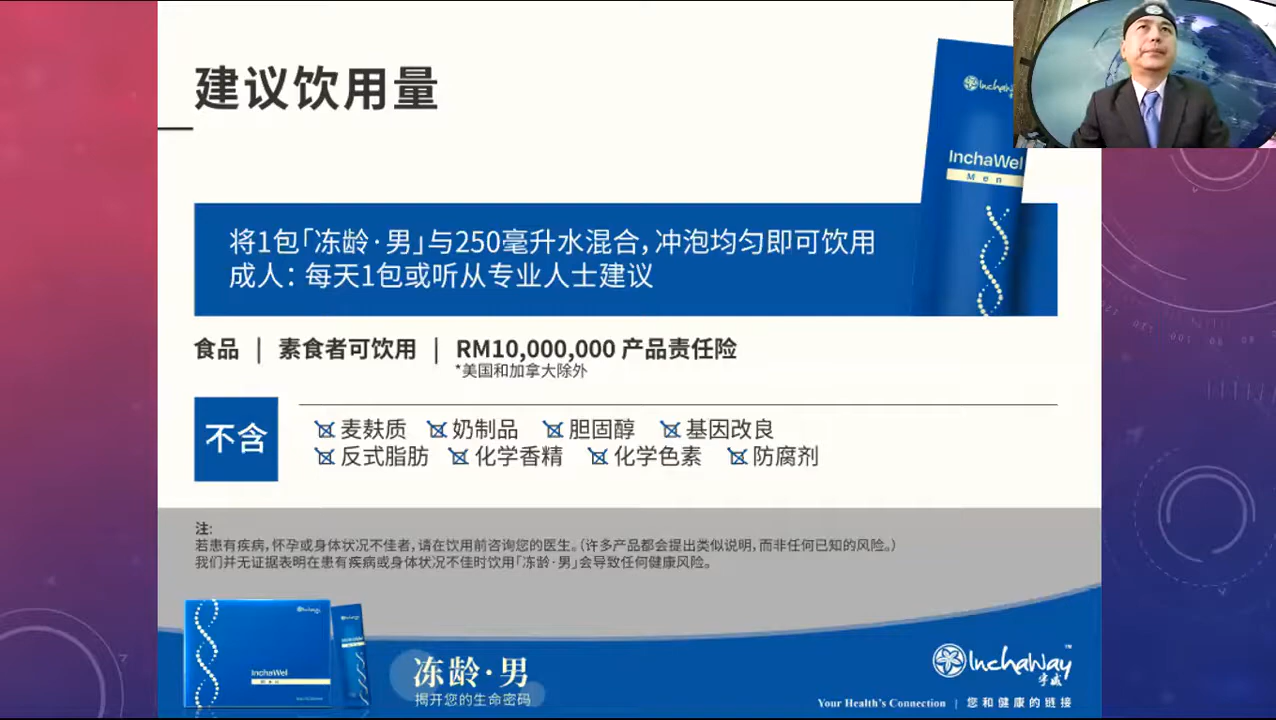 建议饮用量
Inchaway
InchaWel
Men
将1包「冻龄·男」与250毫升水混合，冲泡均匀即可饮用
成人：每天1包或听从专业人士建议
食品 | 素食者可饮用 | RM10,000,000 产品责任险
*美国和加拿大除外
不含
麦麸质 奶制品 胆固醇 基因改良
反式脂肪 化学香精 化学色素 防腐剂
注:
若患有疾病，怀孕或身体状况不佳者，请在饮用前咨询您的医生。（许多产品都会提出类似说明，而非任何已知的风险。）
我们并无证据表明在患有疾病或身体状况不佳时饮用「冻龄·男」会导致任何健康风险。
InchaWel
冻龄·男
揭开您的生命密码
Inchaway™
宇威
Your Health's Connection | 您和健康的链接